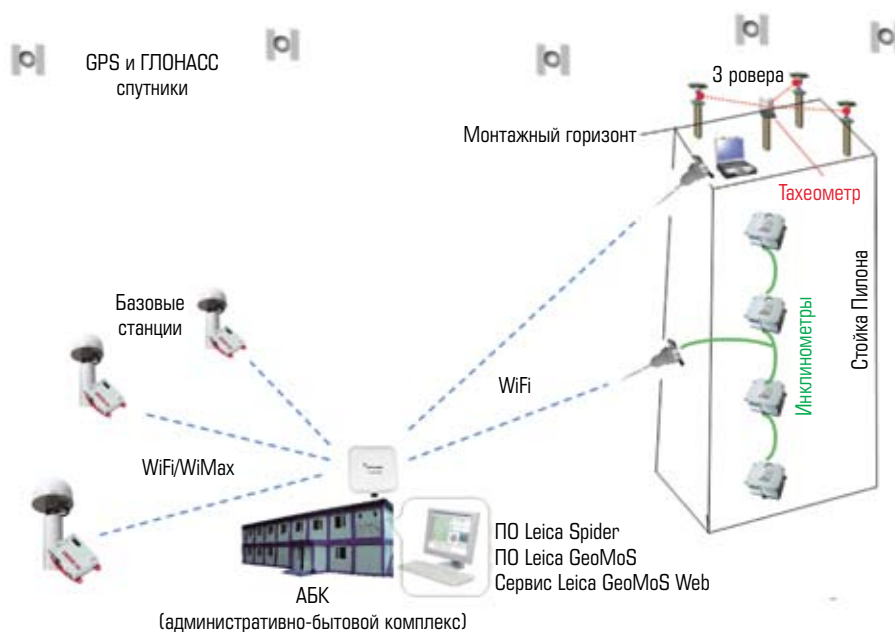 GPS и ГЛОНАСС
спутники
3 ровера
Монтажный горизонт
Тахеометр
Базовые
станции
Инклинометры
Стойка Пилона
WiFi
WiFi/WiMax
ПО Leica Spider
ПО Leica GeoMoS
Сервис Leica GeoMoS Web
АБК
(административно-бытовой комплекс)